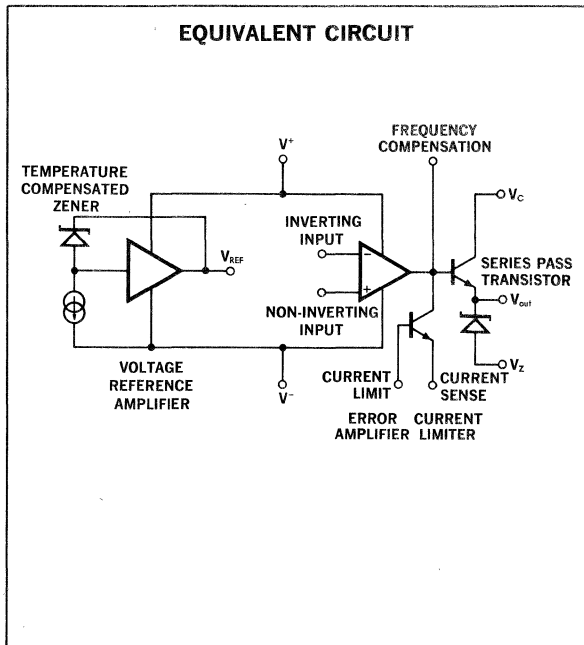 EQUIVALENT CIRCUIT
FREQUENCY
COMPENSATION
V+
TEMPERATURE
COMPENSATED
ZENER
VC
INVERTING
INPUT
−
VREF
SERIES PASS
TRANSISTOR
+
Vout
NON-INVERTING
INPUT
VOLTAGE
REFERENCE
AMPLIFIER
V−
CURRENT
LIMIT
CURRENT
SENSE
VZ
ERROR
AMPLIFIER
CURRENT
LIMITER